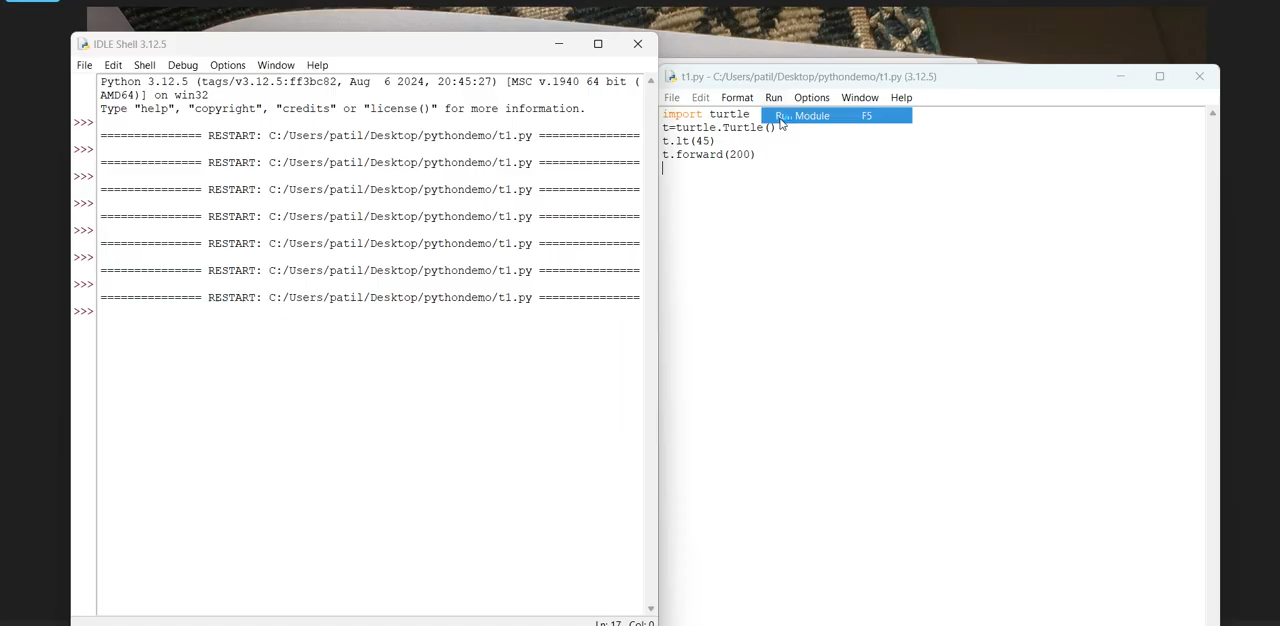 IDLE Shell 3.12.5
File Edit Shell Debug Options Window Help
Python 3.12.5 (tags/v3.12.5:ff3bc82, Aug  6 2024, 20:45:27) [MSC v.1940 64 bit (
AMD64)] on win32
Type "help", "copyright", "credits" or "license()" for more information.
>>>
=============== RESTART: C:/Users/patil/Desktop/pythondemo/t1.py ===============
>>>
=============== RESTART: C:/Users/patil/Desktop/pythondemo/t1.py ===============
>>>
=============== RESTART: C:/Users/patil/Desktop/pythondemo/t1.py ===============
>>>
=============== RESTART: C:/Users/patil/Desktop/pythondemo/t1.py ===============
>>>
=============== RESTART: C:/Users/patil/Desktop/pythondemo/t1.py ===============
>>>
=============== RESTART: C:/Users/patil/Desktop/pythondemo/t1.py ===============
>>>
=============== RESTART: C:/Users/patil/Desktop/pythondemo/t1.py ===============
>>>
Ln: 17 Col: 0
t1.py - C:/Users/patil/Desktop/pythondemo/t1.py (3.12.5)
File Edit Format Run Options Window Help
import turtle
Run Module F5
t=turtle.Turtle()
t.lt(45)
t.forward(200)